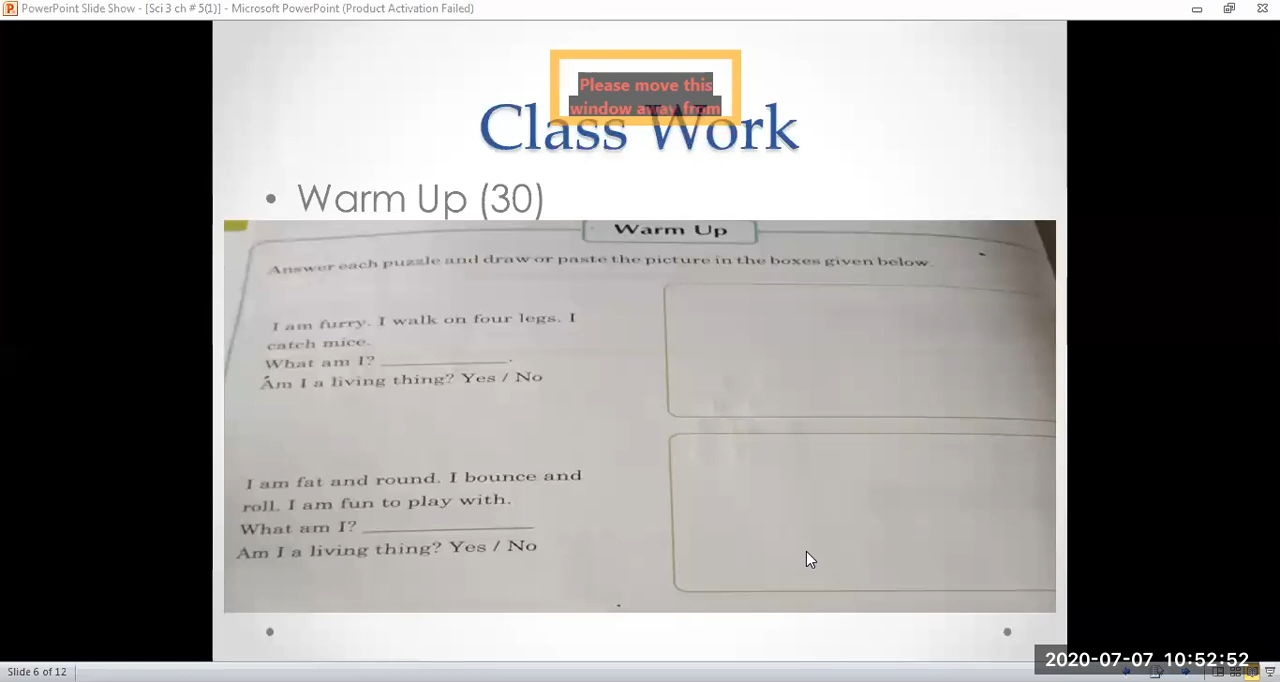 PowerPoint Slide Show - [Sci 3 ch # 5(1)] - Microsoft PowerPoint (Product Activation Failed)
Please move this
window away from
Class Work
• Warm Up (30)
Warm Up
Answer each puzzle and draw or paste the picture in the boxes given below.
I am furry. I walk on four legs. I
catch mice.
What am I? ____________.
Am I a living thing? Yes / No
I am fat and round. I bounce and
roll. I am fun to play with.
What am I? ________________
Am I a living thing? Yes / No
2020-07-07 10:52:52
Slide 6 of 12